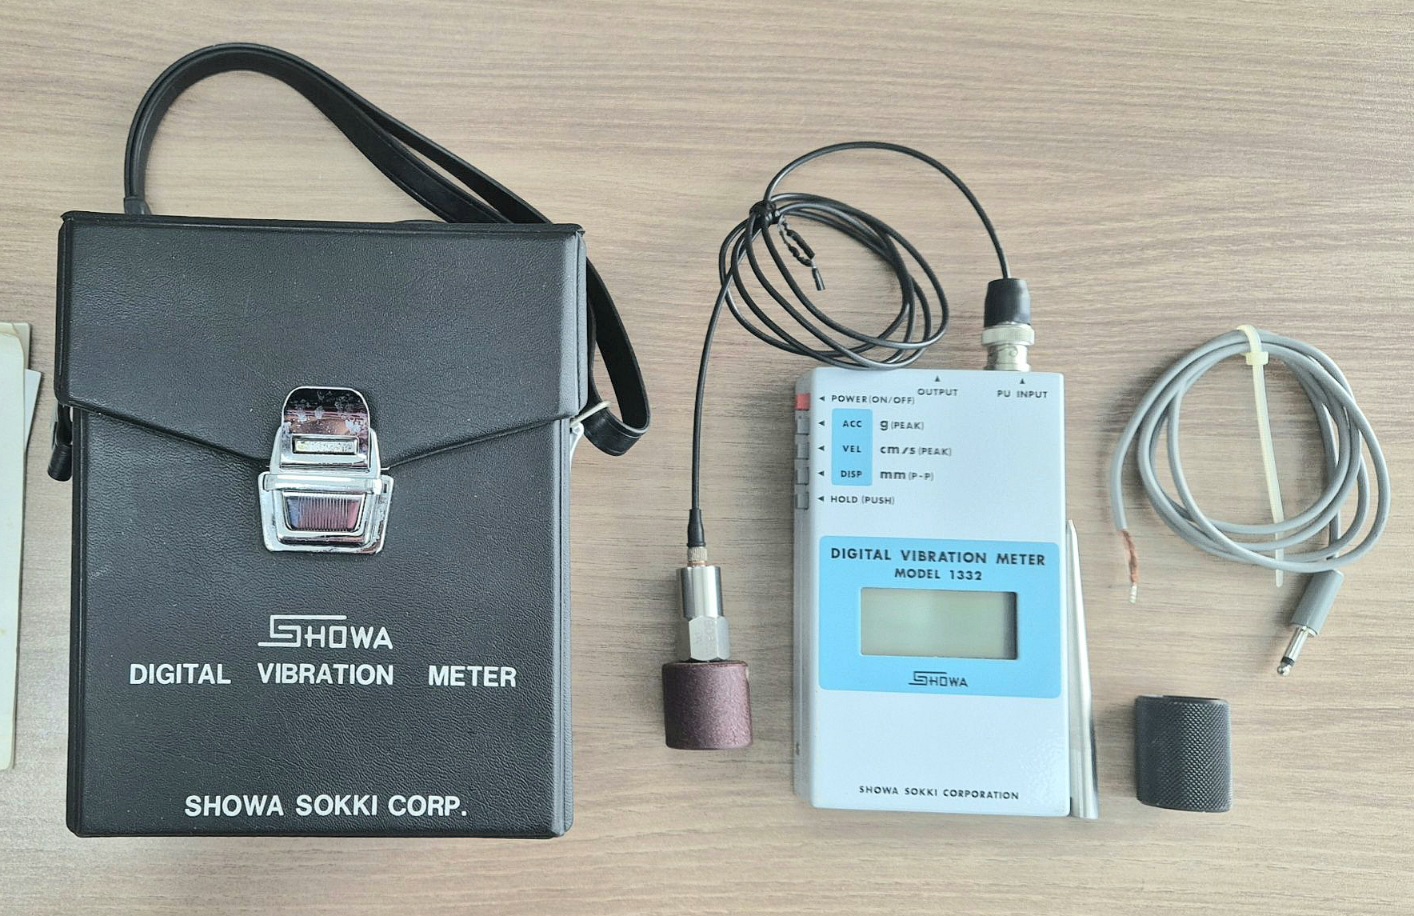 SHOWA
DIGITAL VIBRATION METER
SHOWA SOKKI CORP.
OUTPUT
PU INPUT
POWER(ON/OFF)
ACC g (PEAK)
VEL cm/s (PEAK)
DISP mm (P-P)
HOLD (PUSH)
DIGITAL VIBRATION METER
MODEL 1332
SHOWA
SHOWA SOKKI CORPORATION